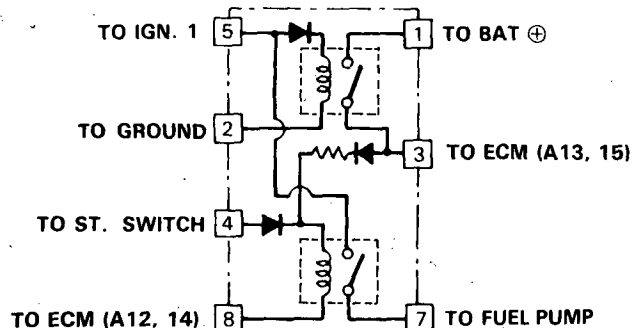 TO IGN. 1 5 1 TO BAT ⊕
TO GROUND 2
3 TO ECM (A13, 15)
TO ST. SWITCH 4
TO ECM (A12, 14) 8 7 TO FUEL PUMP